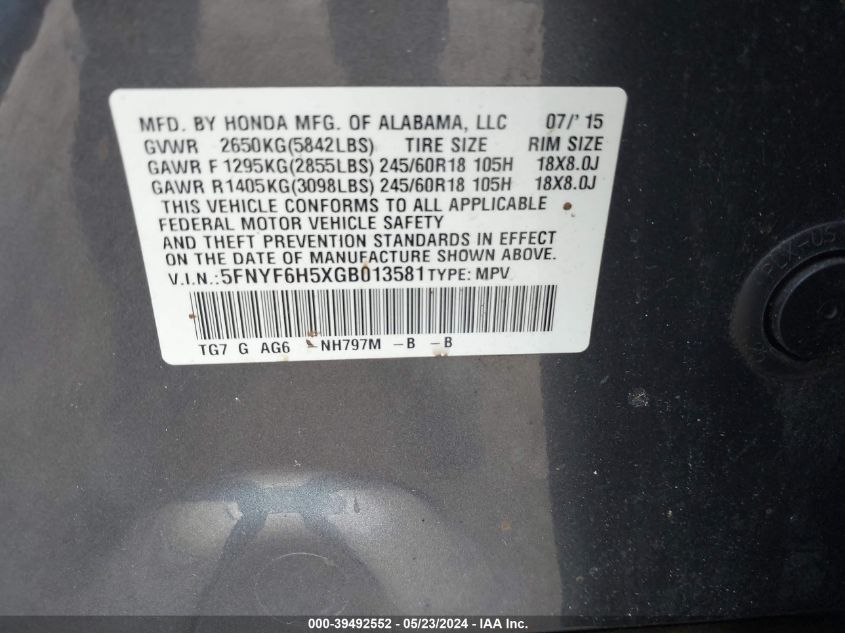 MFD. BY HONDA MFG. OF ALABAMA, LLC 07/'15
GVWR 2650KG(5842LBS) TIRE SIZE RIM SIZE
GAWR F 1295KG(2855LBS) 245/60R18 105H 18X8.0J
GAWR R1405KG(3098LBS) 245/60R18 105H 18X8.0J
THIS VEHICLE CONFORMS TO ALL APPLICABLE
FEDERAL MOTOR VEHICLE SAFETY
AND THEFT PREVENTION STANDARDS IN EFFECT
ON THE DATE OF MANUFACTURE SHOWN ABOVE.
V.I.N.:5FNYF6H5XGB013581 TYPE: MPV
TG7 G AG6 -NH797M -B -B
000-39492552 - 05/23/2024 - IAA Inc.